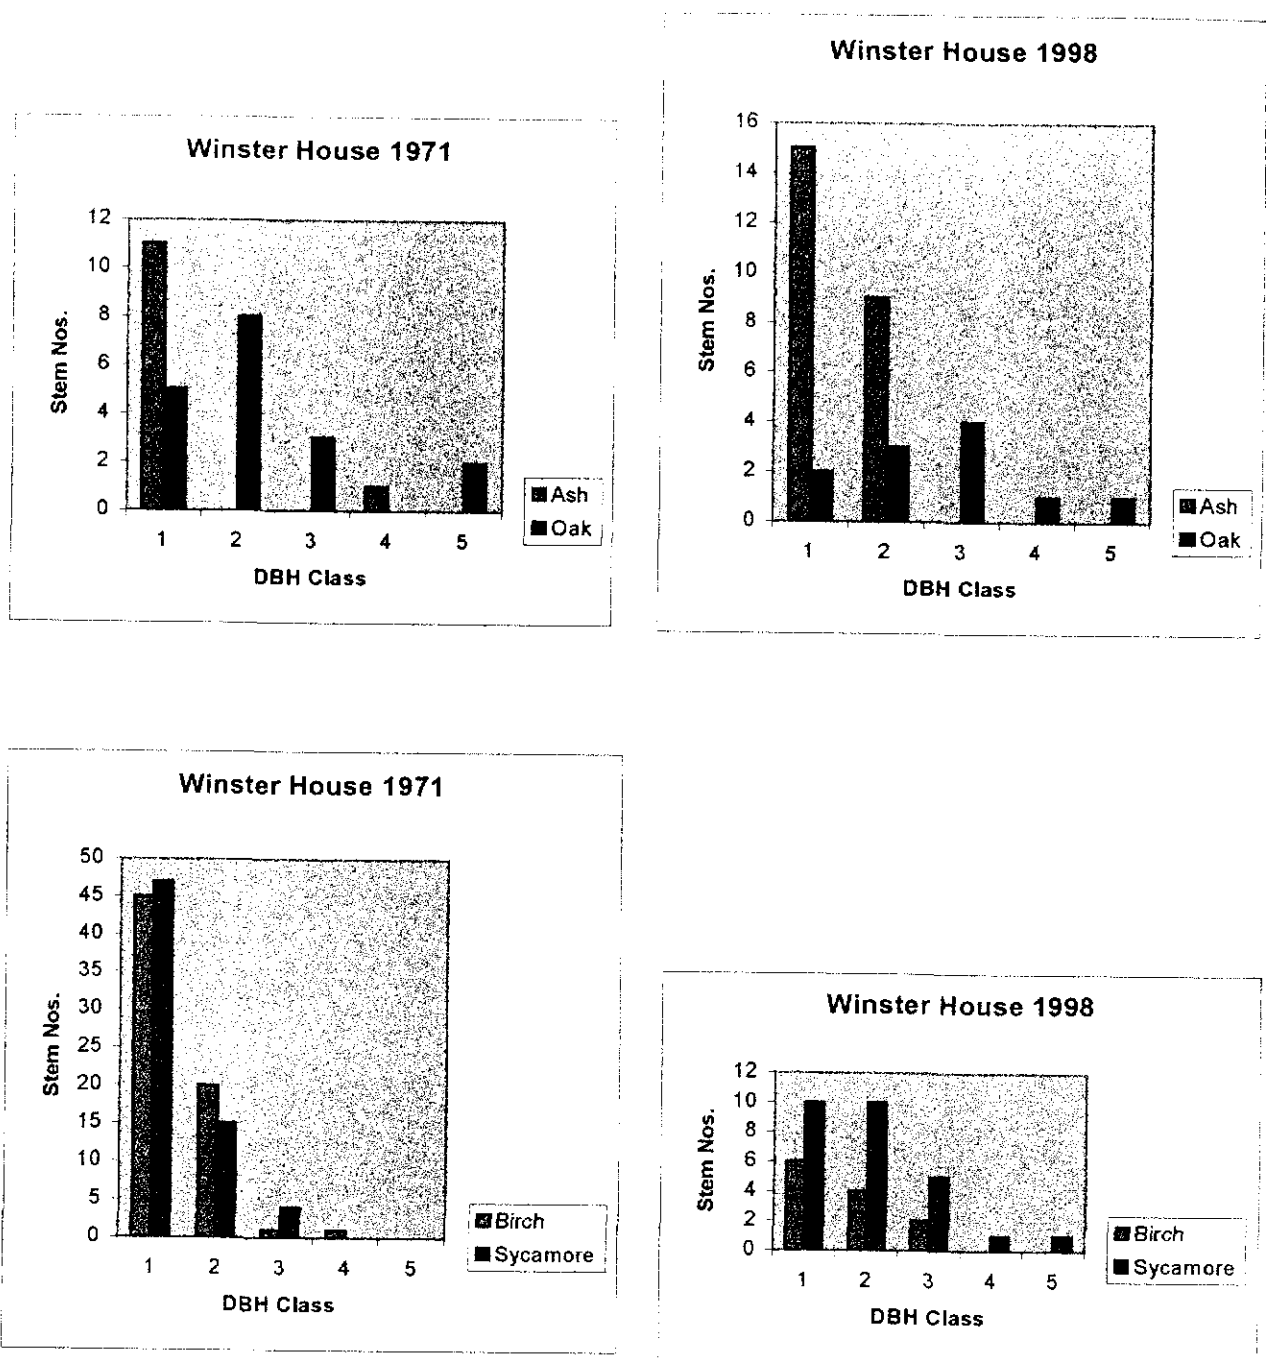 Winster House 1971
12
10
8
6
4
2
0
Stem Nos.
1 2 3 4 5
DBH Class
Ash
Oak
Winster House 1998
16
14
12
10
8
6
4
2
0
Stem Nos.
1 2 3 4 5
DBH Class
Ash
Oak
Winster House 1971
50
45
40
35
30
25
20
15
10
5
0
Stem Nos.
1 2 3 4 5
DBH Class
Birch
Sycamore
Winster House 1998
12
10
8
6
4
2
0
Stem Nos.
1 2 3 4 5
DBH Class
Birch
Sycamore